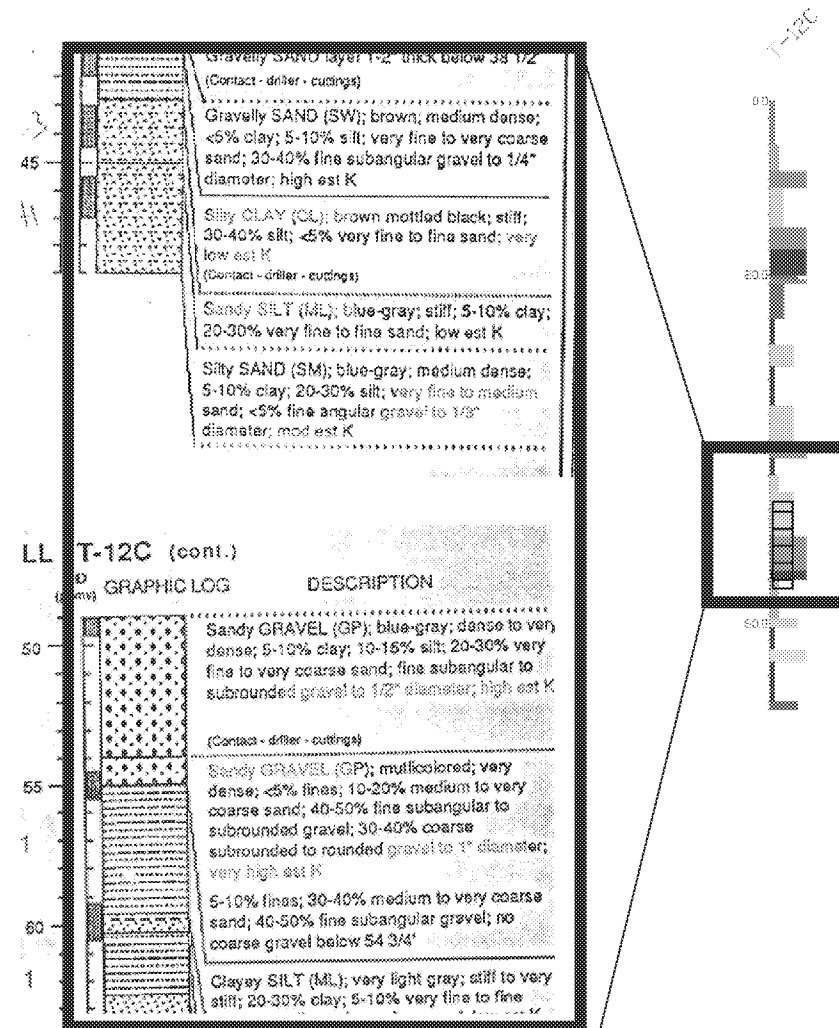 T-12C
Gravelly SAND layer 1-2" thick below 38 1/2"
(Contact - driller - cuttings)
Gravelly SAND (SW); brown, medium dense;
<5% clay; 5-10% silt; very fine to very coarse
sand; 30-40% fine subangular gravel to 1/4"
diameter; high est K
45
Silty CLAY (CL); brown mottled black; stiff;
30-40% silt; <5% very fine to fine sand; very
low est K
(Contact - driller - cuttings)
Sandy SILT (ML); blue-gray; stiff; 5-10% clay;
20-30% very fine to fine sand; low est K
Silty SAND (SM); blue-gray; medium dense;
5-10% clay; 20-30% silt; very fine to medium
sand; <5% fine angular gravel to 1/3"
diameter; mod est K
LL T-12C (cont.)
GRAPHIC LOG DESCRIPTION
50
Sandy GRAVEL (GP); blue-gray; dense to very
dense; 5-10% clay; 10-15% silt; 20-30% very
fine to very coarse sand; fine subangular to
subrounded gravel to 1/2" diameter; high est K
(Contact - driller - cuttings)
55
Sandy GRAVEL (GP); multicolored; very
dense; <5% fines; 10-20% medium to very
coarse sand; 40-50% fine subangular to
subrounded gravel; 30-40% coarse
subrounded to rounded gravel to 1" diameter;
very high est K
1
5-10% fines; 30-40% medium to very coarse
sand; 40-50% fine subangular gravel; no
coarse gravel below 54 3/4'
60
1
Clayey SILT (ML); very light gray; stiff to very
stiff; 20-30% clay; 5-10% very fine to fine
0.0
20.0
60.0